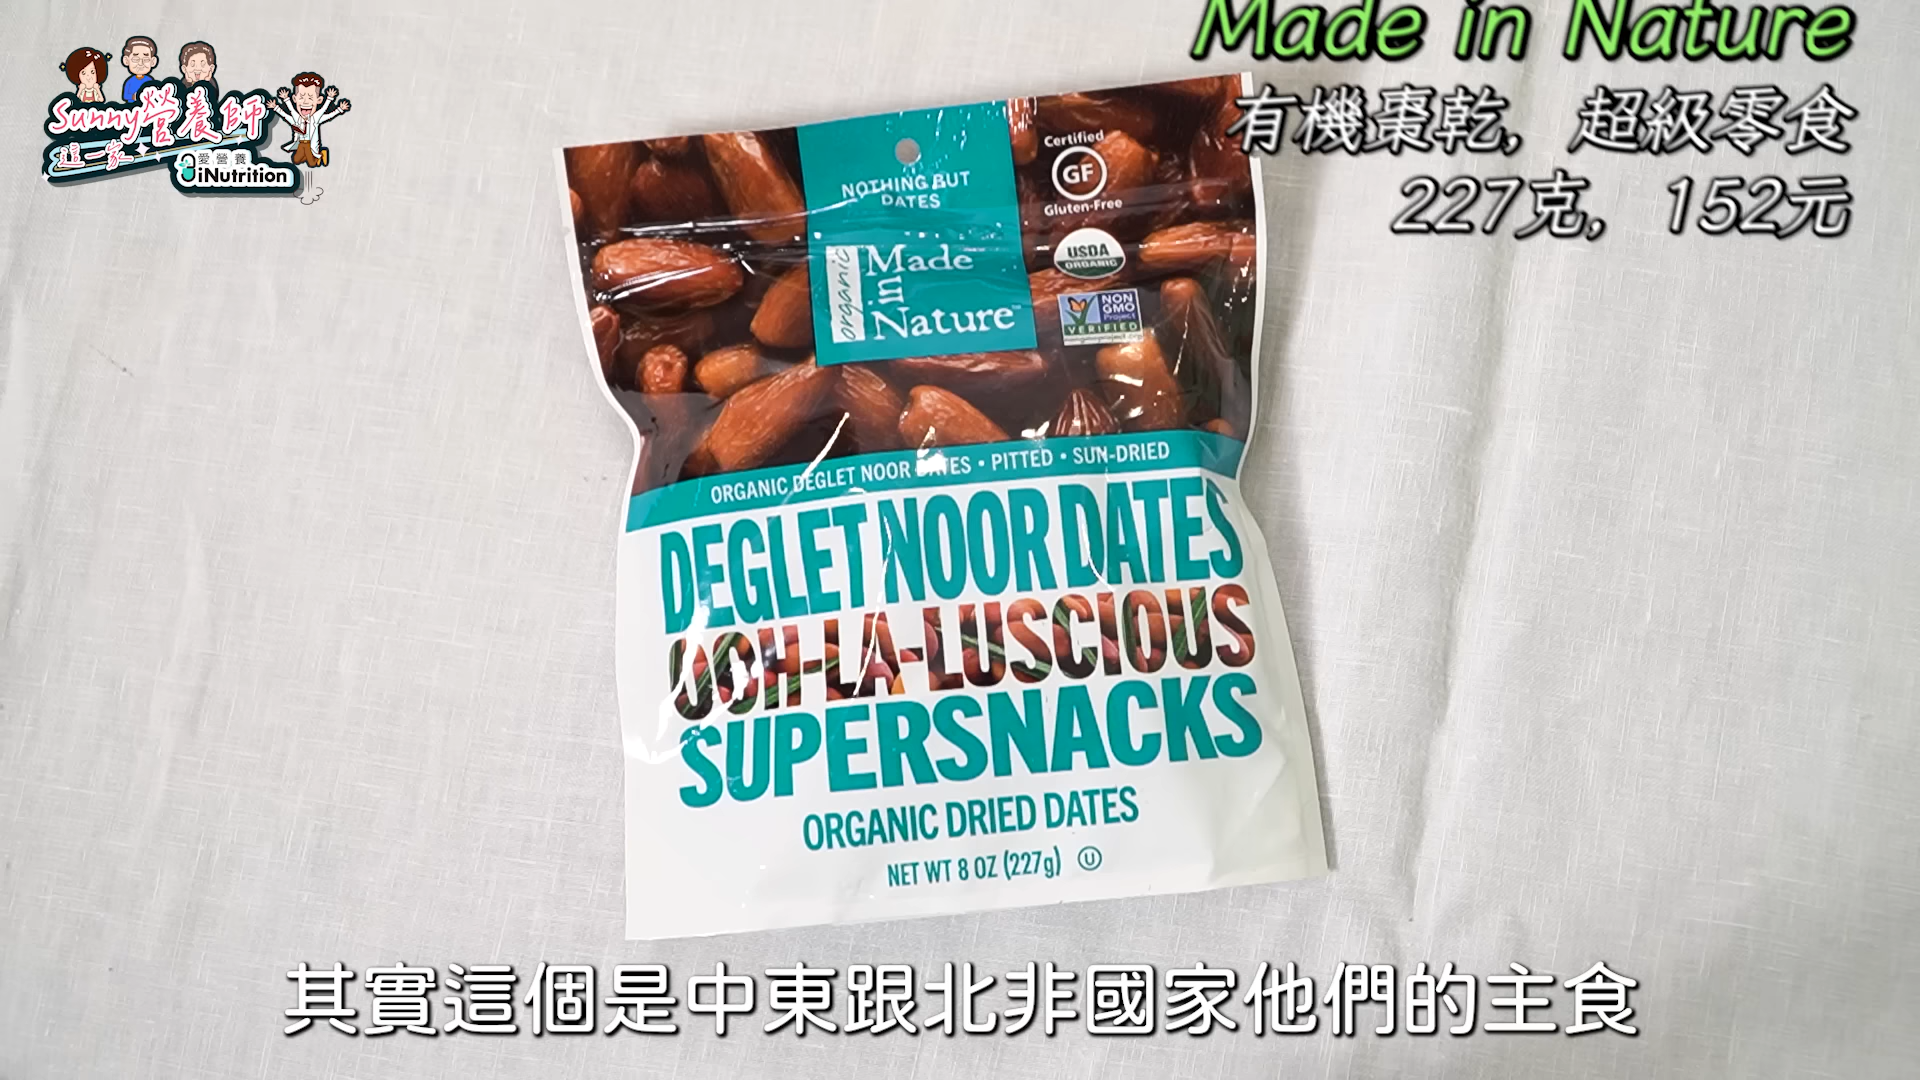 Made in Nature
有機棗乾, 超級零食
227克, 152元
Sunny營養師
這一家
愛營養
iNutrition
NOTHING BUT
DATES
organic
Made
in
Nature™
Certified
GF
Gluten-Free
USDA
ORGANIC
NON
GMO
Project
VERIFIED
nongmoproject.org
ORGANIC DEGLET NOOR DATES • PITTED • SUN-DRIED
DEGLET NOOR DATES
OOH-LA-LUSCIOUS
SUPERSNACKS
ORGANIC DRIED DATES
NET WT 8 OZ (227g) U
其實這個是中東跟北非國家他們的主食